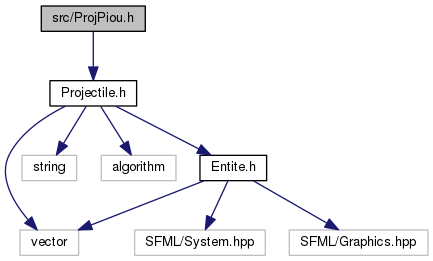 src/ProjPiou.h
Projectile.h
string
algorithm
Entite.h
vector
SFML/System.hpp
SFML/Graphics.hpp